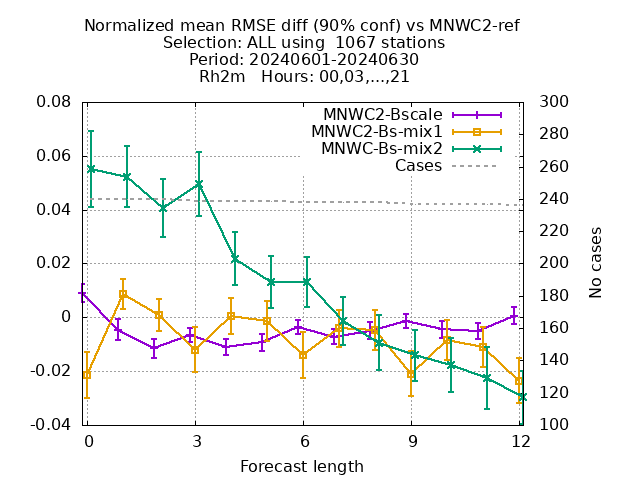 Normalized mean RMSE diff (90% conf) vs MNWC2-ref
Selection: ALL using  1067 stations
Period: 20240601-20240630
Rh2m   Hours: 00,03,...,21
MNWC2-Bscale
MNWC2-Bs-mix1
MNWC-Bs-mix2
Cases
0.08
0.06
0.04
0.02
0
-0.02
-0.04
300
280
260
240
220
200
180
160
140
120
100
No cases
0 3 6 9 12
Forecast length